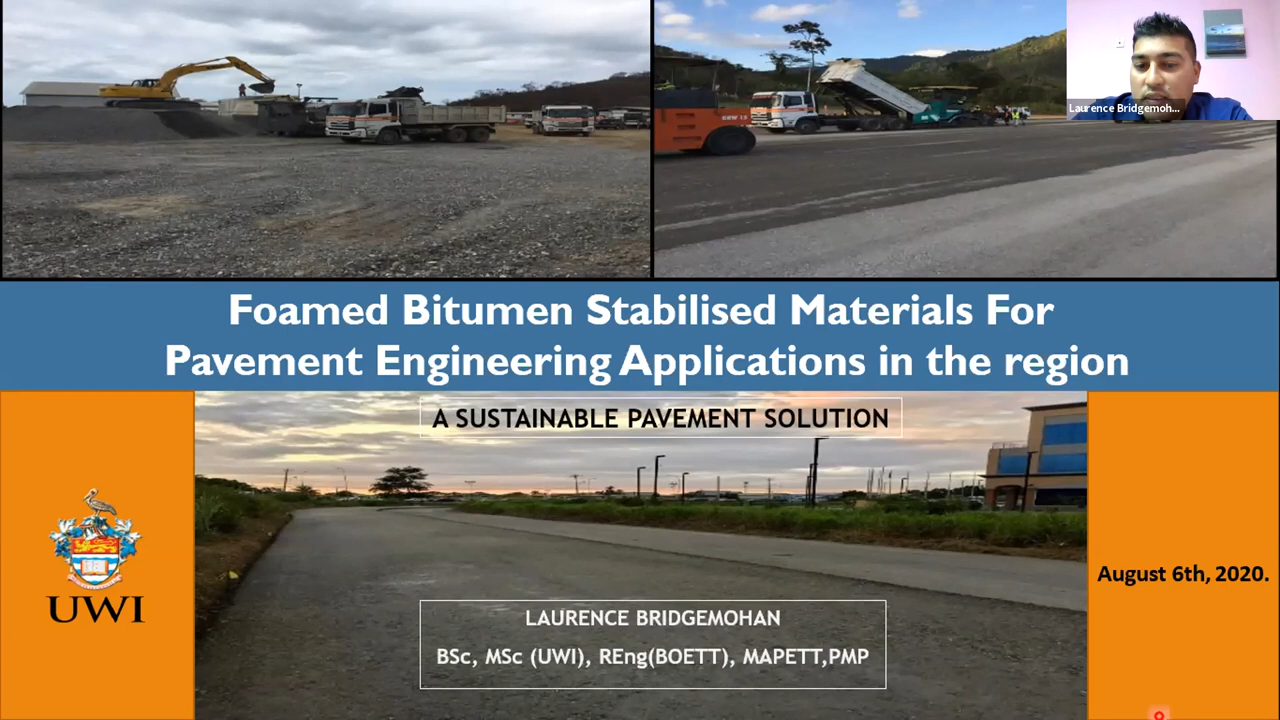 Laurence Bridgemoh...
Foamed Bitumen Stabilised Materials For
Pavement Engineering Applications in the region
A SUSTAINABLE PAVEMENT SOLUTION
UWI
August 6th, 2020.
LAURENCE BRIDGEMOHAN
BSc, MSc (UWI), REng(BOETT), MAPETT,PMP